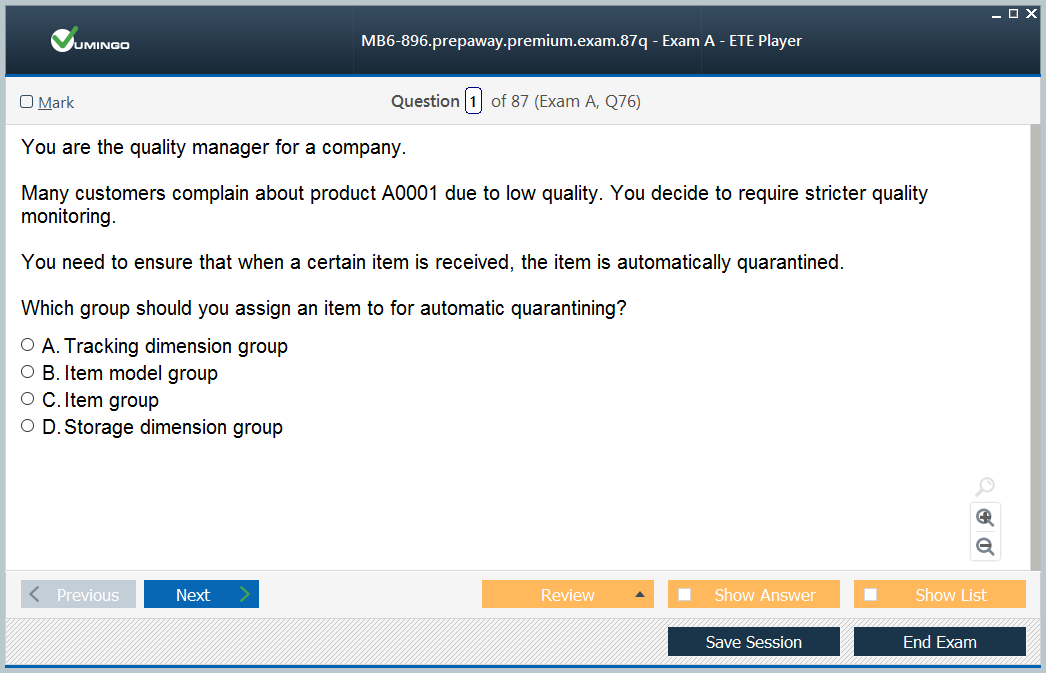 VUMINGO
MB6-896.prepaway.premium.exam.87q - Exam A - ETE Player
Mark
Question 1 of 87 (Exam A, Q76)
You are the quality manager for a company.
Many customers complain about product A0001 due to low quality. You decide to require stricter quality
monitoring.
You need to ensure that when a certain item is received, the item is automatically quarantined.
Which group should you assign an item to for automatic quarantining?
A. Tracking dimension group
B. Item model group
C. Item group
D. Storage dimension group
Previous
Next
Review
Show Answer
Show List
Save Session
End Exam